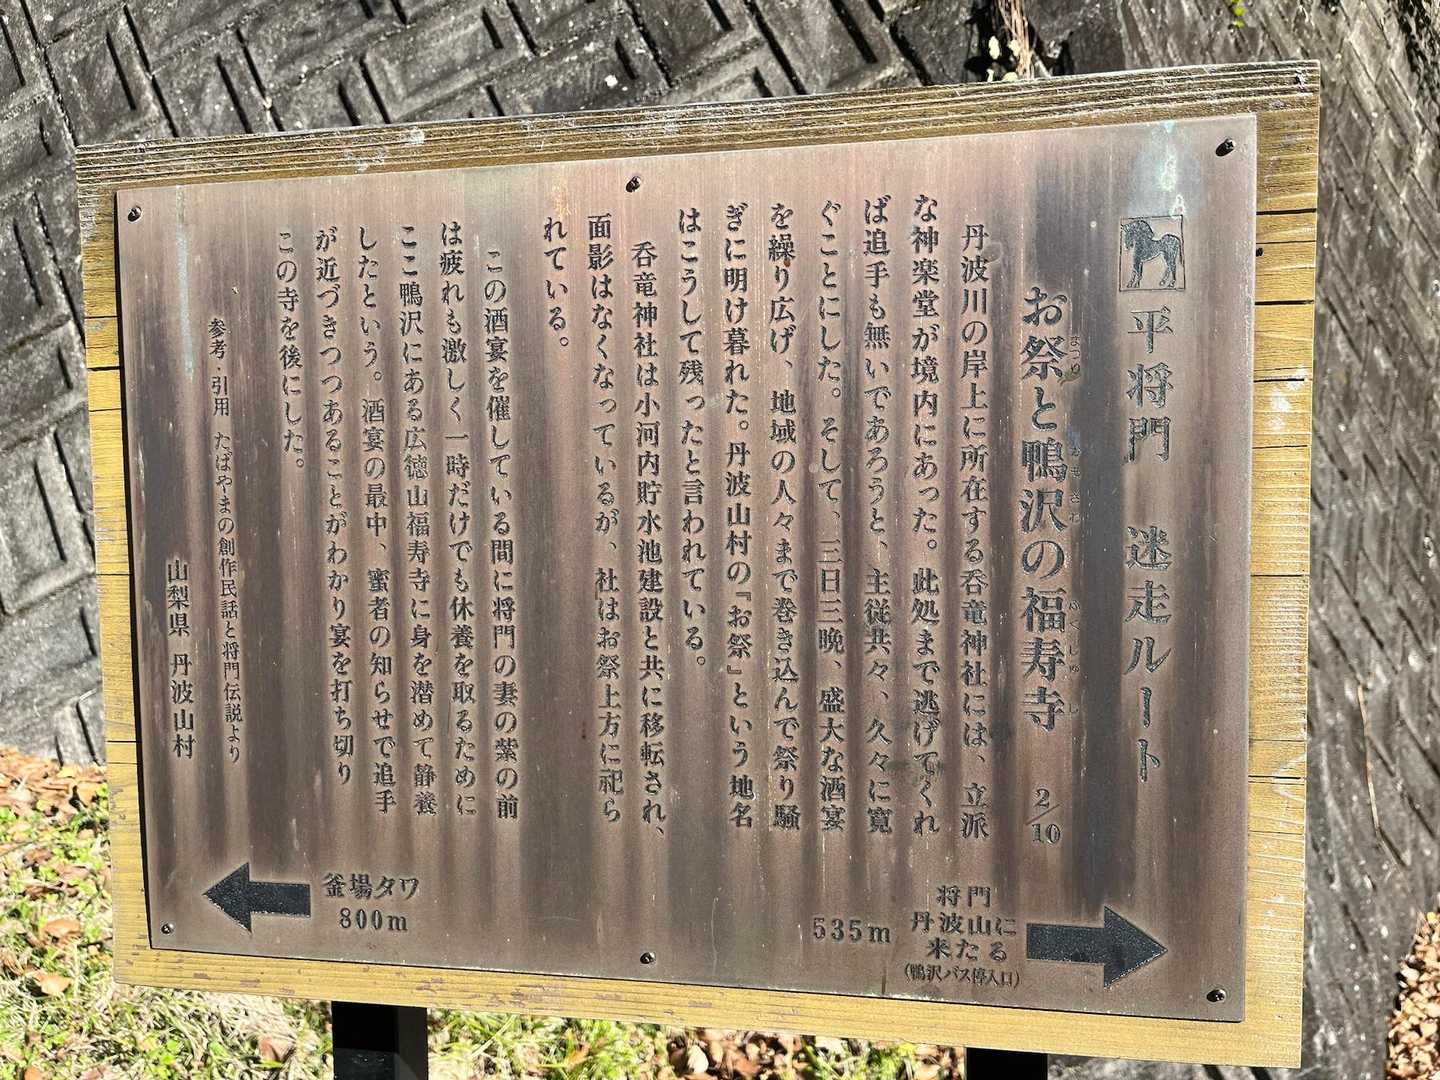 平将門 迷走ルート
お祭と鴨沢の福寿寺 2/10
まつり かもさわ ふくじゅ じ
丹波川の岸上に所在する呑竜神社には、立派
な神楽堂が境内にあった。此処まで逃げてくれ
ば追手も無いであろうと、主従共々、久々に寛
ぐことにした。そして、三日三晩、盛大な酒宴
を繰り広げ、地域の人々まで巻き込んで祭り騒
ぎに明け暮れた。丹波山村の『お祭』という地名
はこうして残ったと言われている。
呑竜神社は小河内貯水池建設と共に移転され、
面影はなくなっているが、社はお祭上方に祀ら
れている。
この酒宴を催している間に将門の妻の紫の前
は疲れも激しく一時だけでも休養を取るために
ここ鴨沢にある広徳山福寿寺に身を潜めて静養
したという。酒宴の最中、蜜者の知らせで追手
が近づきつつあることがわかり宴を打ち切り
この寺を後にした。
参考・引用 たばやまの創作民話と将門伝説より
山梨県 丹波山村
釜場タワ
800m
535m
将門
丹波山に
来たる
(鴨沢バス停入口)